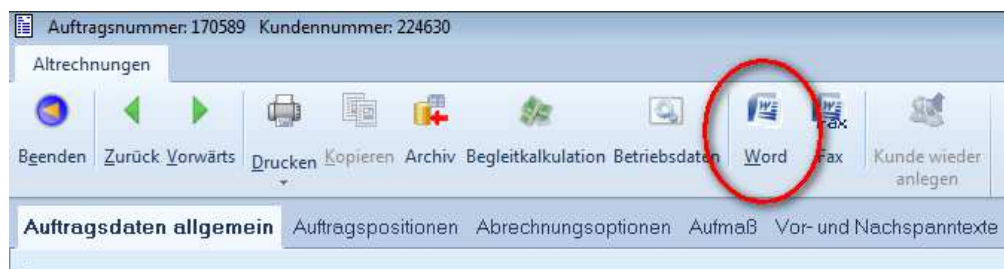 Auftragsnummer: 170589 Kundennummer: 224630
Altrechnungen
Beenden Zurück Vorwärts Drucken Kopieren Archiv Begleitkalkulation Betriebsdaten Word Fax Kunde wieder
anlegen
Auftragsdaten allgemein Auftragspositionen Abrechnungsoptionen Aufmaß Vor- und Nachspanntexte